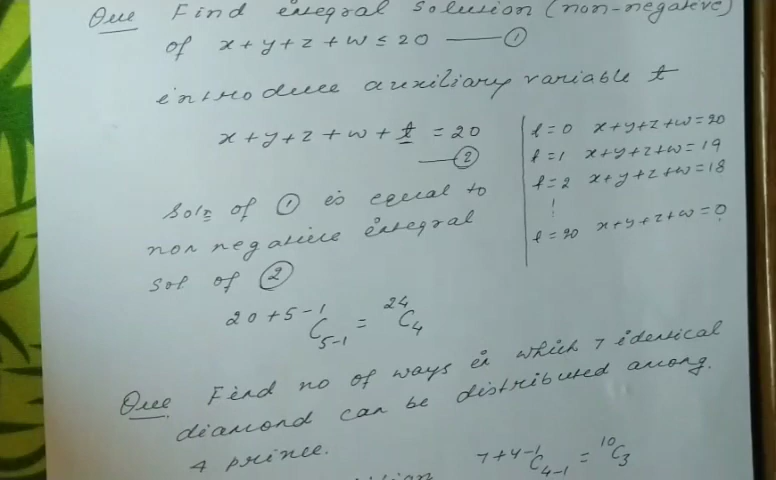 Que Find integral solution (non-negative)
of x+y+z+w ≤ 20 —— ①
introduce auxiliary variable t
x+y+z+w+t = 20
—— ②
t=0 x+y+z+w=20
t=1 x+y+z+w=19
t=2 x+y+z+w=18
t=20 x+y+z+w=0
Soln of ① is equal to
non negative integral
sol of ②
20+5-1C5-1 = 24C4
Que. Find no of ways in which 7 identical
diamond can be distributed among
4 prince.
7+4-1C4-1 = 10C3